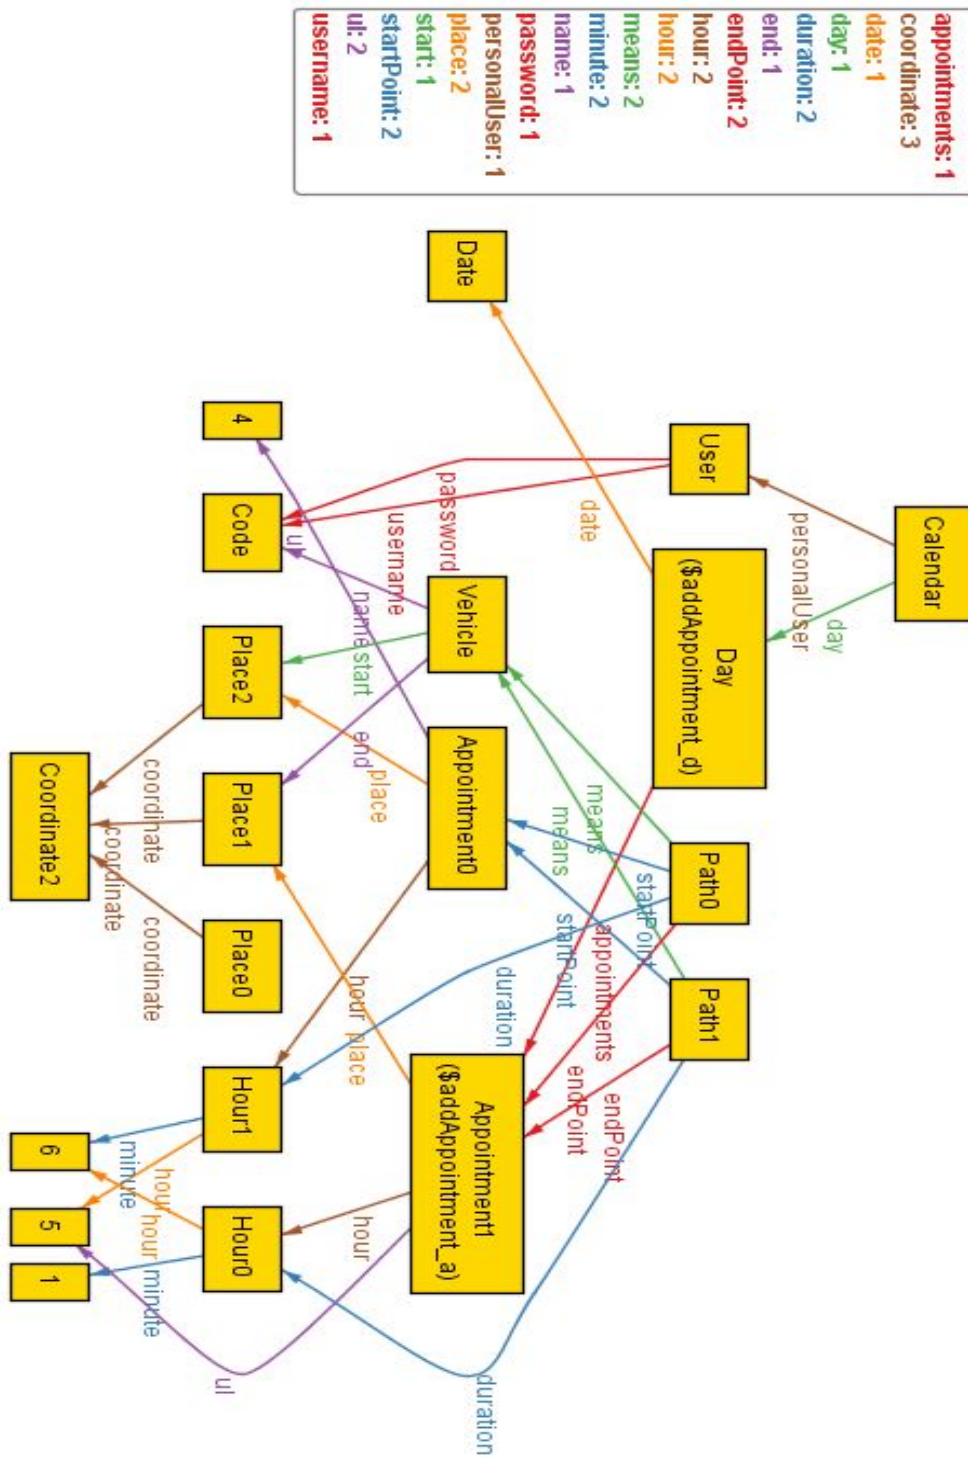 appointments: 1
coordinate: 3
date: 1
day: 1
duration: 2
end: 1
endPoint: 2
hour: 2
hour: 2
means: 2
minute: 2
name: 1
password: 1
personalUser: 1
place: 2
start: 1
startPoint: 2
ul: 2
username: 1
Calendar
personalUser
day
User
Day
($addAppointment_d)
Path0
Path1
date
means
means
startPoint
startPoint
appointments
endPoint
endPoint
duration
duration
Date
password
username
Vehicle
Appointment0
Appointment1
($addAppointment_a)
ul
name
start
end
place
hour
place
hour
ul
4
Code
Place2
Place1
Place0
Hour1
Hour0
coordinate
coordinate
coordinate
minute
hour
hour
minute
Coordinate2
6
5
1